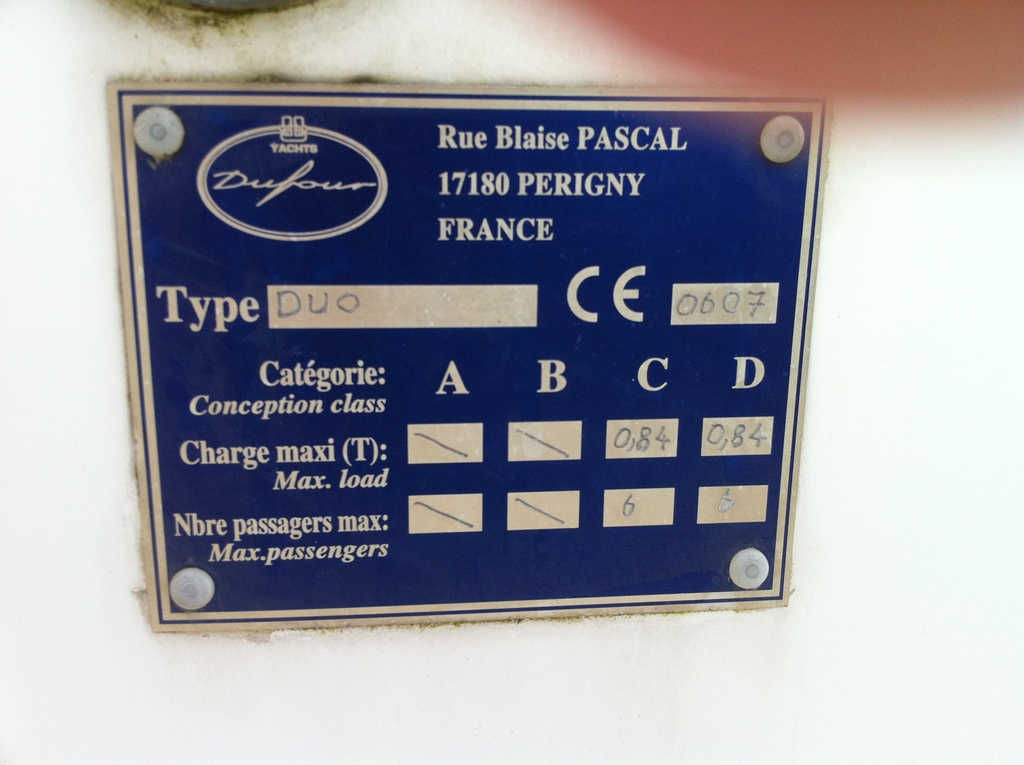 YACHTS
Dufour
Rue Blaise PASCAL
17180 PERIGNY
FRANCE
Type DUO CE 0607
Catégorie: A B C D
Conception class
Charge maxi (T): \ \ 0,84 0,84
Max. load
Nbre passagers max: \ \ 6 6
Max.passengers